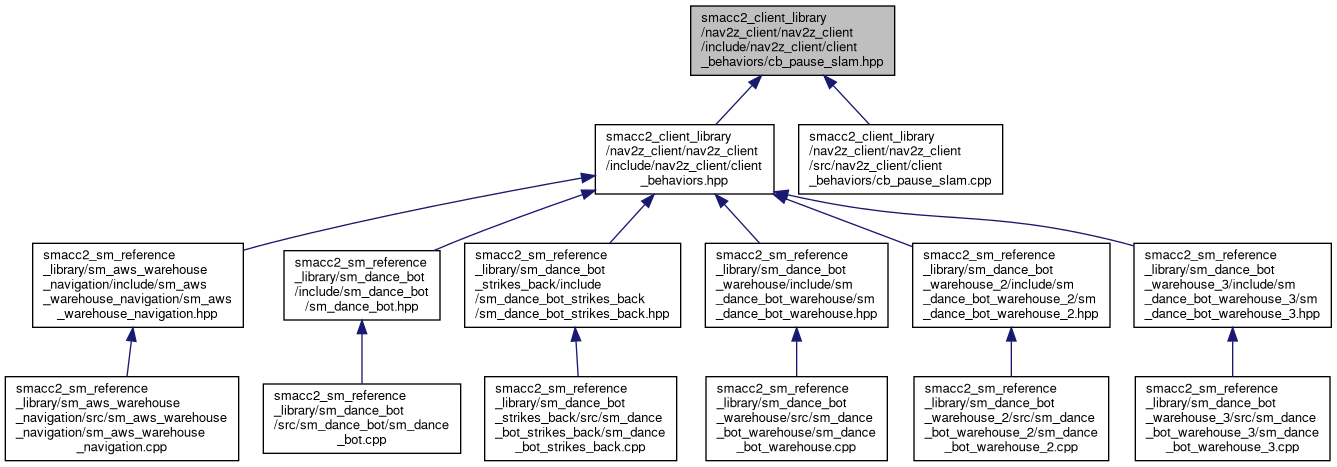 smacc2_client_library
/nav2z_client/nav2z_client
/include/nav2z_client/client
_behaviors/cb_pause_slam.hpp
smacc2_client_library
/nav2z_client/nav2z_client
/include/nav2z_client/client
_behaviors.hpp
smacc2_client_library
/nav2z_client/nav2z_client
/src/nav2z_client/client
_behaviors/cb_pause_slam.cpp
smacc2_sm_reference
_library/sm_aws_warehouse
_navigation/include/sm_aws
_warehouse_navigation/sm_aws
_warehouse_navigation.hpp
smacc2_sm_reference
_library/sm_dance_bot
/include/sm_dance_bot
/sm_dance_bot.hpp
smacc2_sm_reference
_library/sm_dance_bot
_strikes_back/include
/sm_dance_bot_strikes_back
/sm_dance_bot_strikes_back.hpp
smacc2_sm_reference
_library/sm_dance_bot
_warehouse/include/sm
_dance_bot_warehouse/sm
_dance_bot_warehouse.hpp
smacc2_sm_reference
_library/sm_dance_bot
_warehouse_2/include/sm
_dance_bot_warehouse_2/sm
_dance_bot_warehouse_2.hpp
smacc2_sm_reference
_library/sm_dance_bot
_warehouse_3/include/sm
_dance_bot_warehouse_3/sm
_dance_bot_warehouse_3.hpp
smacc2_sm_reference
_library/sm_aws_warehouse
_navigation/src/sm_aws_warehouse
_navigation/sm_aws_warehouse
_navigation.cpp
smacc2_sm_reference
_library/sm_dance_bot
/src/sm_dance_bot/sm_dance
_bot.cpp
smacc2_sm_reference
_library/sm_dance_bot
_strikes_back/src/sm_dance
_bot_strikes_back/sm_dance
_bot_strikes_back.cpp
smacc2_sm_reference
_library/sm_dance_bot
_warehouse/src/sm_dance
_bot_warehouse/sm_dance
_bot_warehouse.cpp
smacc2_sm_reference
_library/sm_dance_bot
_warehouse_2/src/sm_dance
_bot_warehouse_2/sm_dance
_bot_warehouse_2.cpp
smacc2_sm_reference
_library/sm_dance_bot
_warehouse_3/src/sm_dance
_bot_warehouse_3/sm_dance
_bot_warehouse_3.cpp